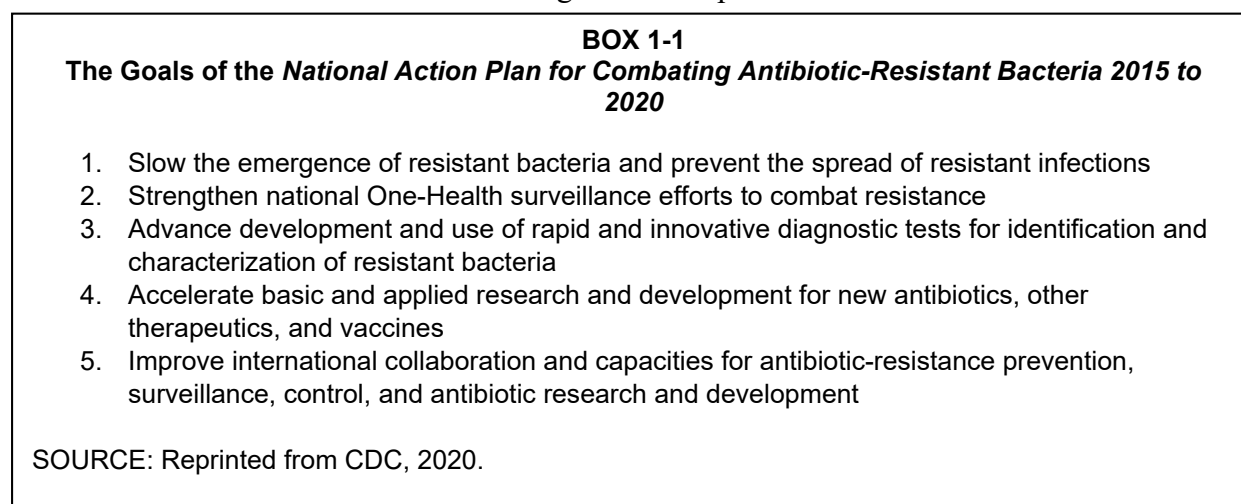 BOX 1-1
The Goals of the National Action Plan for Combating Antibiotic-Resistant Bacteria 2015 to
2020
1. Slow the emergence of resistant bacteria and prevent the spread of resistant infections
2. Strengthen national One-Health surveillance efforts to combat resistance
3. Advance development and use of rapid and innovative diagnostic tests for identification and
characterization of resistant bacteria
4. Accelerate basic and applied research and development for new antibiotics, other
therapeutics, and vaccines
5. Improve international collaboration and capacities for antibiotic-resistance prevention,
surveillance, control, and antibiotic research and development
SOURCE: Reprinted from CDC, 2020.